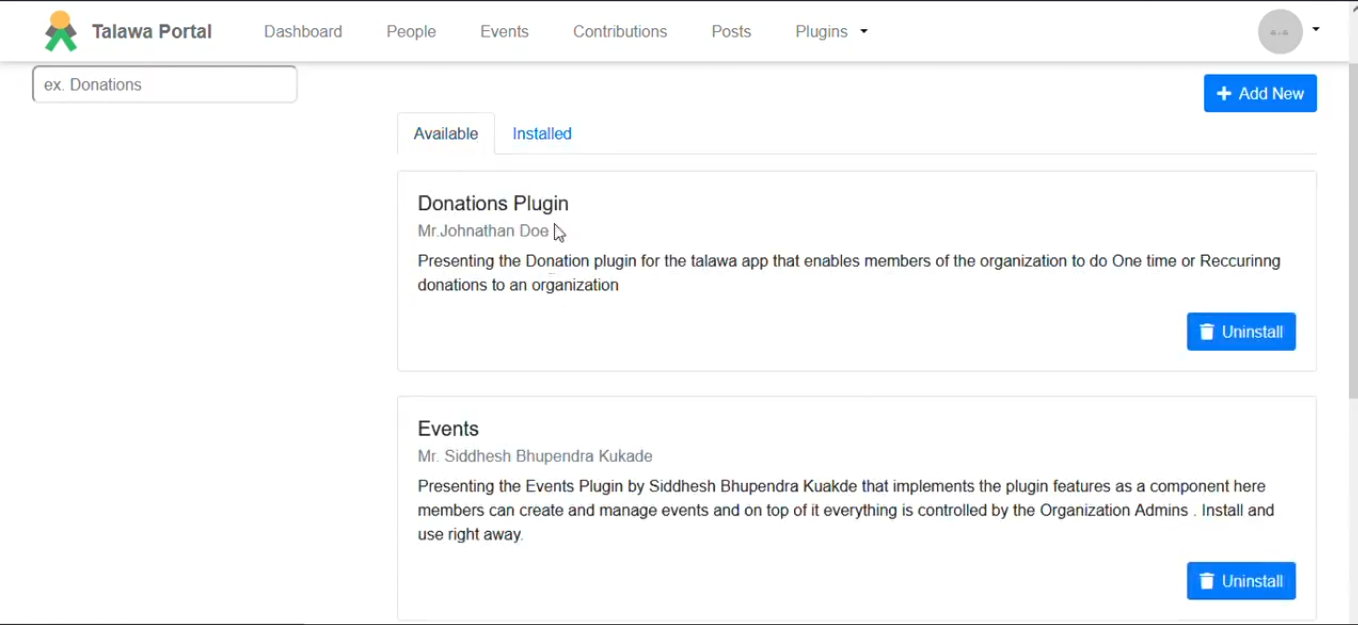 Talawa Portal Dashboard People Events Contributions Posts Plugins
ex. Donations
Add New
Available Installed
Donations Plugin
Mr.Johnathan Doe
Presenting the Donation plugin for the talawa app that enables members of the organization to do One time or Reccurinng
donations to an organization
Uninstall
Events
Mr. Siddhesh Bhupendra Kukade
Presenting the Events Plugin by Siddhesh Bhupendra Kuakde that implements the plugin features as a component here
members can create and manage events and on top of it everything is controlled by the Organization Admins . Install and
use right away.
Uninstall